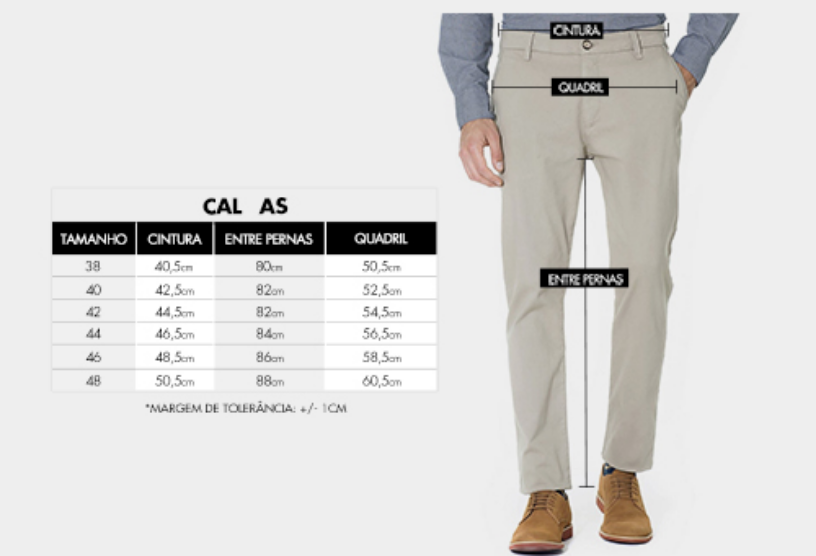 CINTURA
QUADRIL
ENTRE PERNAS
CAL AS
TAMANHO CINTURA ENTRE PERNAS QUADRIL
38 40,5cm 80cm 50,5cm
40 42,5cm 82cm 52,5cm
42 44,5cm 82cm 54,5cm
44 46,5cm 84cm 56,5cm
46 48,5cm 86cm 58,5cm
48 50,5cm 88cm 60,5cm
*MARGEM DE TOLERÂNCIA: +/- 1CM